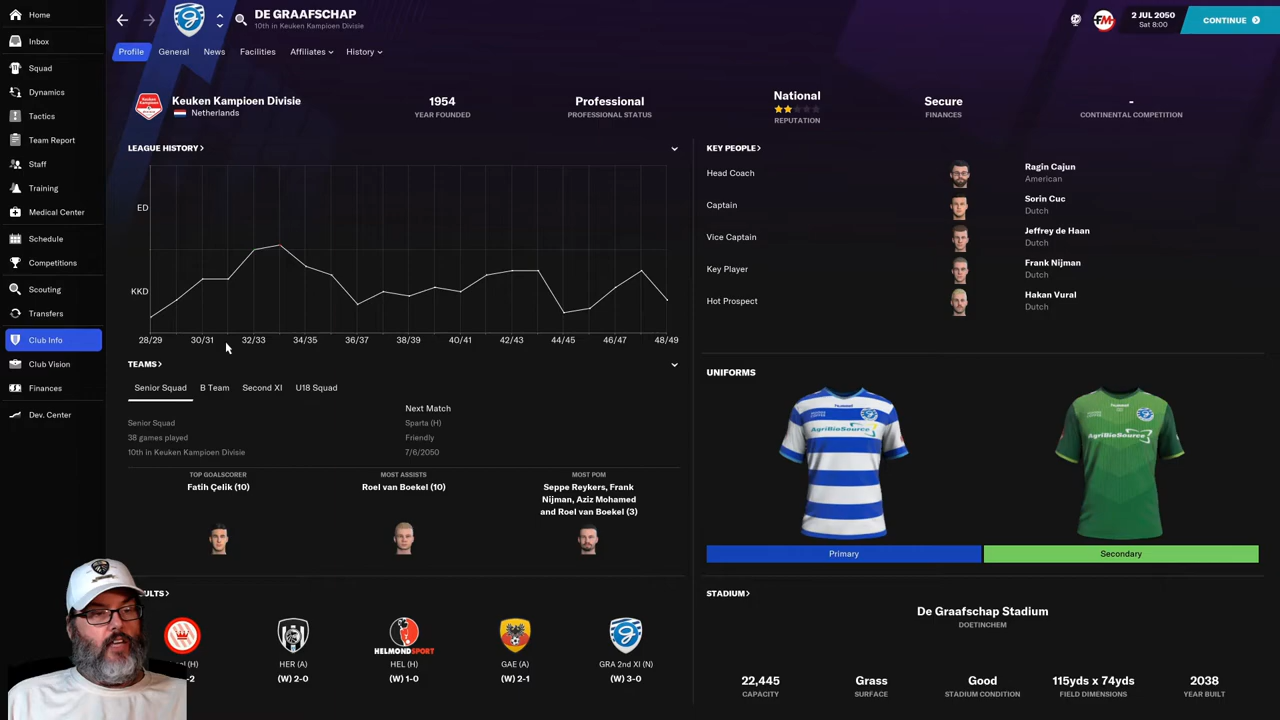 Home
Inbox
Squad
Dynamics
Tactics
Team Report
Staff
Training
Medical Center
Schedule
Competitions
Scouting
Transfers
Club Info
Club Vision
Finances
Dev. Center
DE GRAAFSCHAP
10th in Keuken Kampioen Divisie
FM
2 JUL 2050
Sat 8:00
CONTINUE
Profile General News Facilities Affiliates History
Keuken Kampioen Divisie
Netherlands
1954
YEAR FOUNDED
Professional
PROFESSIONAL STATUS
National
REPUTATION
Secure
FINANCES
-
CONTINENTAL COMPETITION
LEAGUE HISTORY
ED
KKD
28/29 30/31 32/33 34/35 36/37 38/39 40/41 42/43 44/45 46/47 48/49
TEAMS
Senior Squad B Team Second XI U18 Squad
Next Match
Senior Squad Sparta (H)
38 games played Friendly
10th in Keuken Kampioen Divisie 7/6/2050
TOP GOALSCORER
Fatih Çelik (10)
MOST ASSISTS
Roel van Boekel (10)
MOST POM
Seppe Reykers, Frank
Nijman, Aziz Mohamed
and Roel van Boekel (3)
ULTS
HELMONDSPORT
(H) HER (A) HEL (H) GAE (A) GRA 2nd XI (N)
-2 (W) 2-0 (W) 1-0 (W) 2-1 (W) 3-0
KEY PEOPLE
Head Coach
Ragin Cajun
American
Captain
Sorin Cuc
Dutch
Vice Captain
Jeffrey de Haan
Dutch
Key Player
Frank Nijman
Dutch
Hot Prospect
Hakan Vural
Dutch
UNIFORMS
hummel
AgriBioSource
hummel
AgriBioSource
Primary
Secondary
STADIUM
De Graafschap Stadium
DOETINCHEM
22,445
CAPACITY
Grass
SURFACE
Good
STADIUM CONDITION
115yds x 74yds
FIELD DIMENSIONS
2038
YEAR BUILT